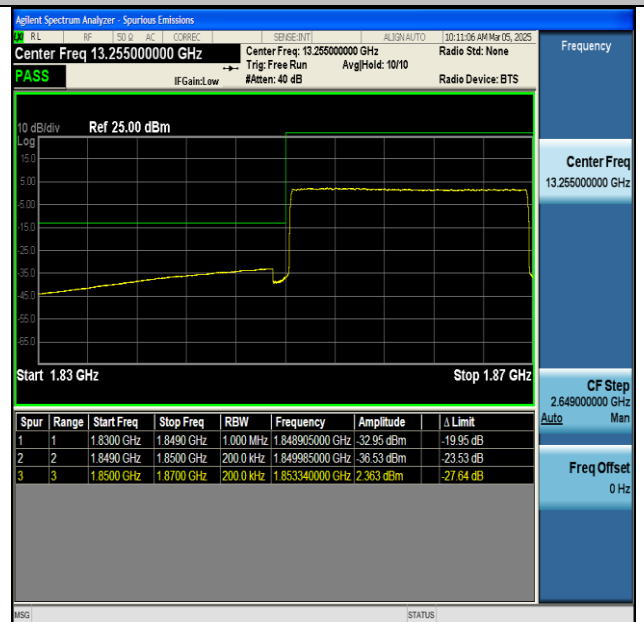 Agilent Spectrum Analyzer - Spurious Emissions
RL RF 50 Ω AC CORREC SENSE:INT ALIGN AUTO 10:11:06 AM Mar 05, 2025
Center Freq 13.255000000 GHz
Center Freq: 13.255000000 GHz
Radio Std: None
Trig: Free Run Avg|Hold: 10/10
PASS
IFGain:Low
#Atten: 40 dB
Radio Device: BTS
10 dB/div Ref 25.00 dBm
Log
15.0
5.00
-5.00
-15.0
-25.0
-35.0
-45.0
-55.0
-65.0
Start 1.83 GHz Stop 1.87 GHz
Spur Range Start Freq Stop Freq RBW Frequency Amplitude Δ Limit
1 1 1.8300 GHz 1.8490 GHz 1.000 MHz 1.848905000 GHz -32.95 dBm -19.95 dB
2 2 1.8490 GHz 1.8500 GHz 200.0 kHz 1.849985000 GHz -36.53 dBm -23.53 dB
3 3 1.8500 GHz 1.8700 GHz 200.0 kHz 1.853340000 GHz 2.363 dBm -27.64 dB
MSG STATUS
Frequency
Center Freq
13.255000000 GHz
CF Step
2.649000000 GHz
Auto Man
Freq Offset
0 Hz